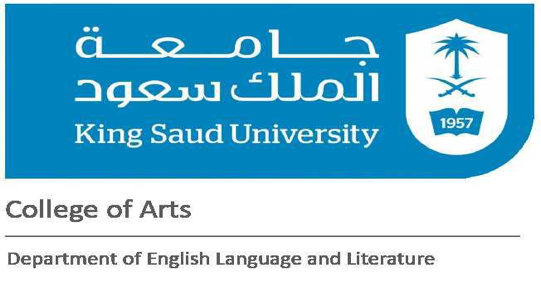 جامعة
الملك سعود
King Saud University
1957
College of Arts
Department of English Language and Literature